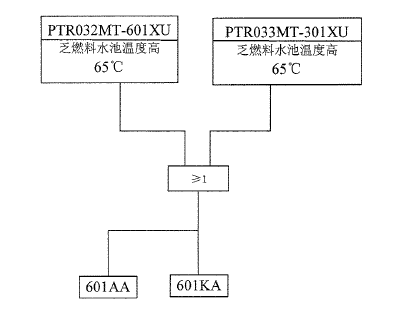 PTR032MT-601XU
乏燃料水池温度高
65℃
PTR033MT-301XU
乏燃料水池温度高
65℃
≥1
601AA
601KA